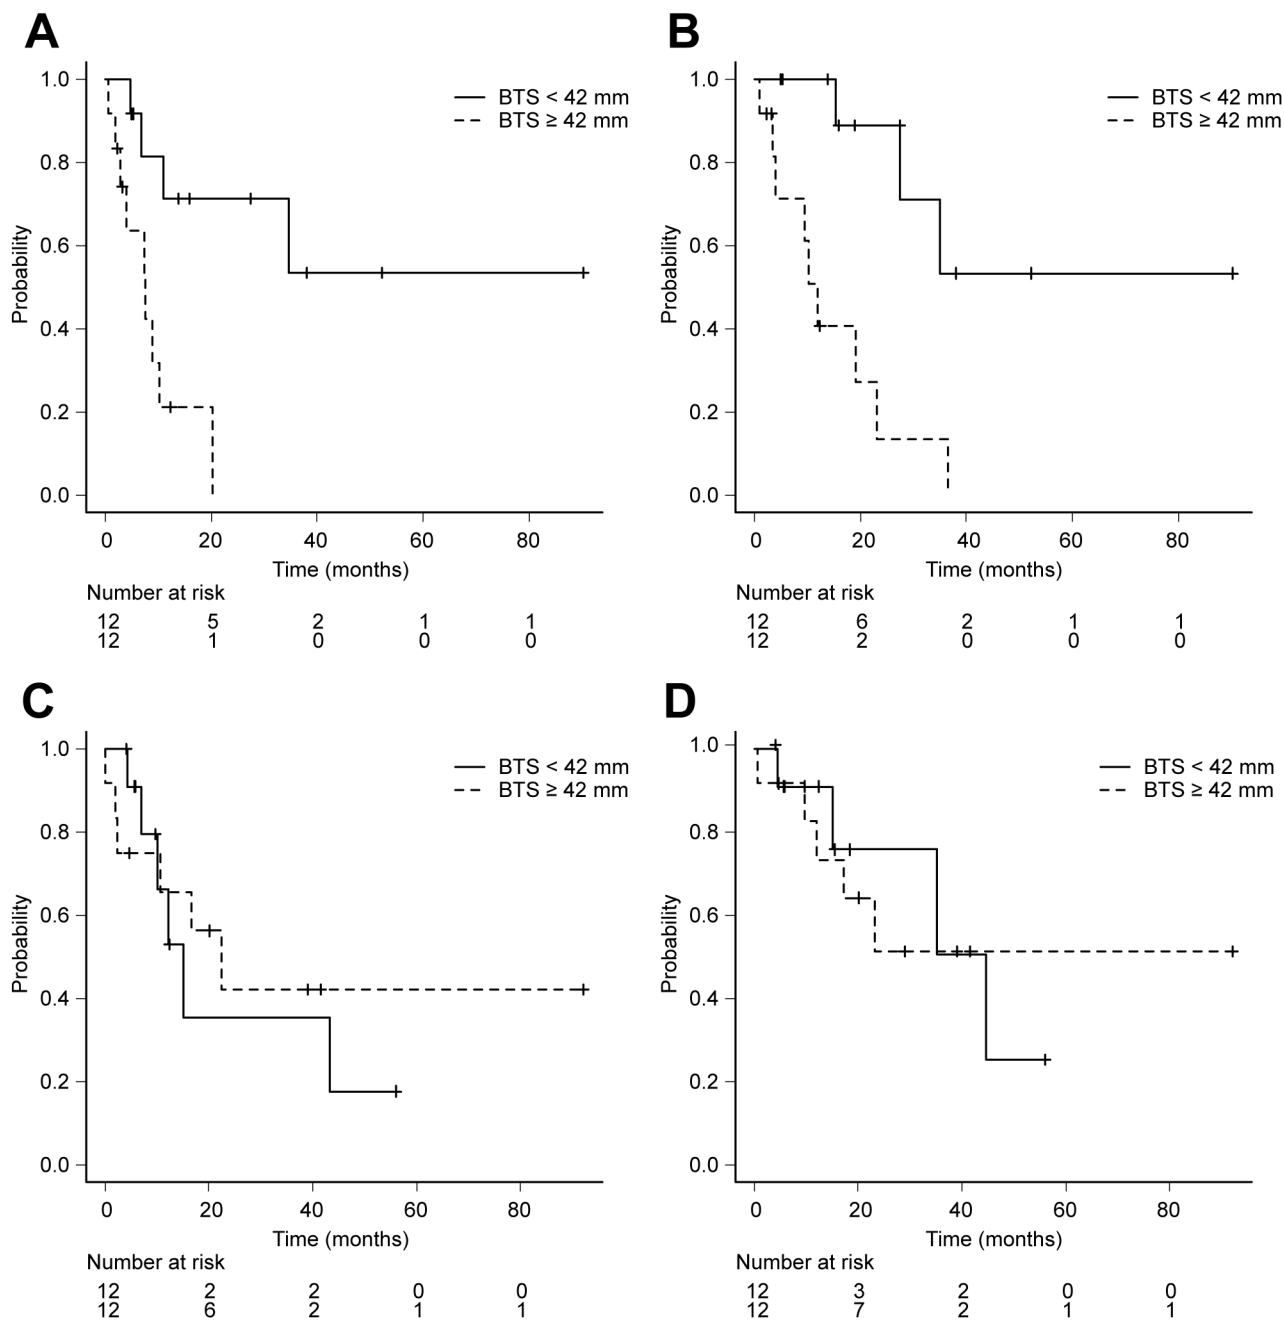 A
1.0
0.8
0.6
0.4
0.2
0.0
Probability
BTS < 42 mm
BTS ≥ 42 mm
0 20 40 60 80
Time (months)
Number at risk
12 5 2 1 1
12 1 0 0 0
B
1.0
0.8
0.6
0.4
0.2
0.0
Probability
BTS < 42 mm
BTS ≥ 42 mm
0 20 40 60 80
Time (months)
Number at risk
12 6 2 1 1
12 2 0 0 0
C
1.0
0.8
0.6
0.4
0.2
0.0
Probability
BTS < 42 mm
BTS ≥ 42 mm
0 20 40 60 80
Time (months)
Number at risk
12 2 2 0 0
12 6 2 1 1
D
1.0
0.8
0.6
0.4
0.2
0.0
Probability
BTS < 42 mm
BTS ≥ 42 mm
0 20 40 60 80
Time (months)
Number at risk
12 3 2 0 0
12 7 2 1 1